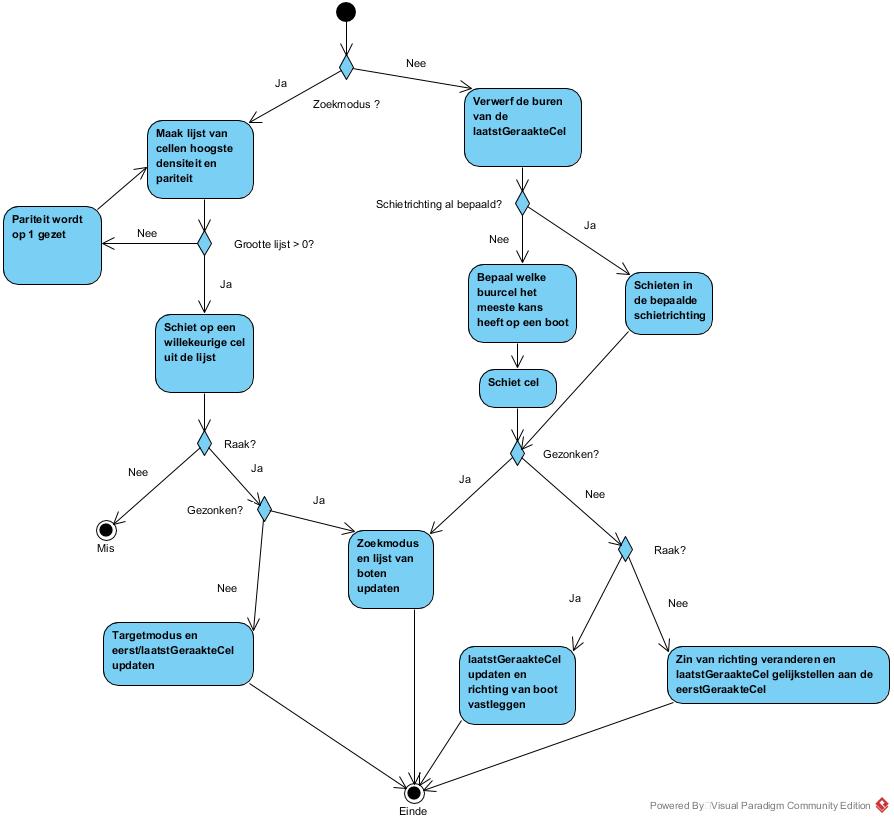 Nee
Ja
Zoekmodus ?
Verwerf de buren
van de
laatstGeraakteCel
Maak lijst van
cellen hoogste
densiteit en
pariteit
Pariteit wordt
op 1 gezet
Nee
Grootte lijst > 0?
Ja
Schietrichting al bepaald?
Ja
Nee
Bepaal welke
buurcel het
meeste kans
heeft op een boot
Schieten in
de bepaalde
schietrichting
Schiet op een
willekeurige cel
uit de lijst
Schiet cel
Raak?
Nee
Ja
Gezonken?
Ja
Nee
Gezonken?
Ja
Mis
Zoekmodus
en lijst van
boten
updaten
Raak?
Nee
Ja
Nee
Targetmodus en
eerst/laatstGeraakteCel
updaten
laatstGeraakteCel
updaten en
richting van boot
vastleggen
Zin van richting veranderen en
laatstGeraakteCel gelijkstellen aan de
eerstGeraakteCel
Einde
Powered By Visual Paradigm Community Edition